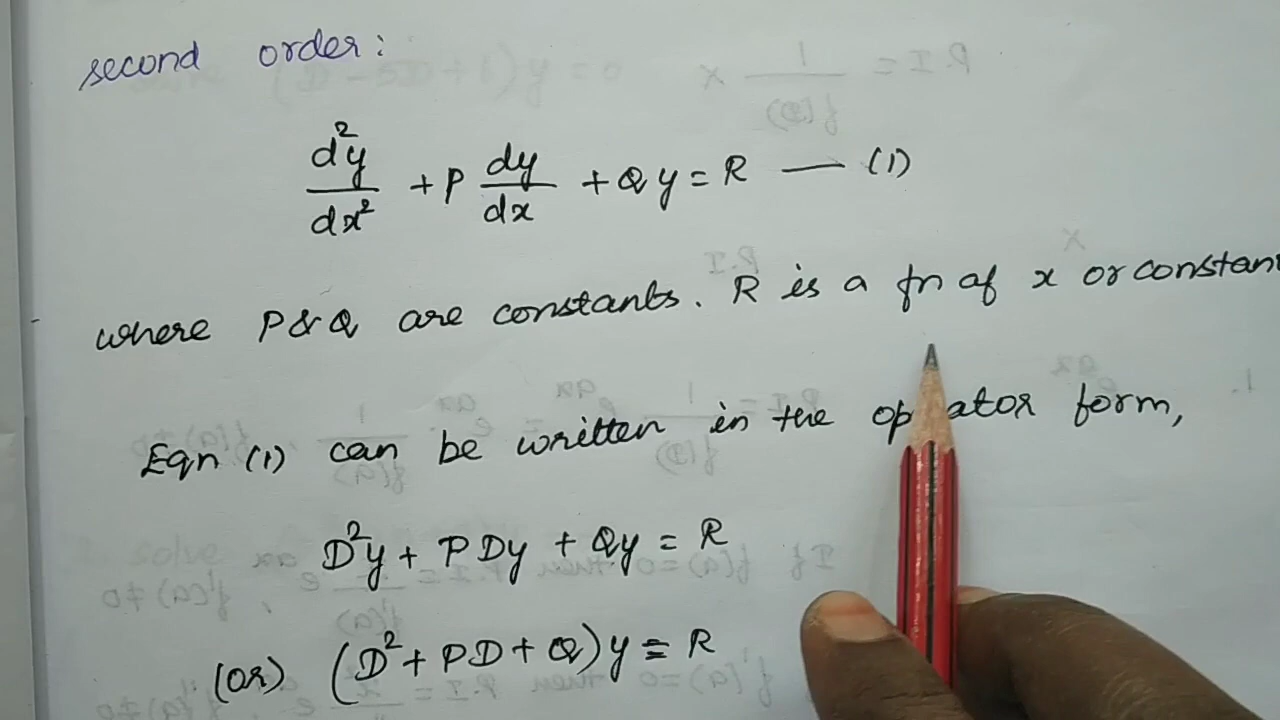 second order:
d²y/dx² + P dy/dx + Qy = R — (1)
where P & Q are constants. R is a fn of x or constan
Eqn (1) can be written in the op ator form,
D²y + PDy + Qy = R
(or) (D² + PD + Q)y = R